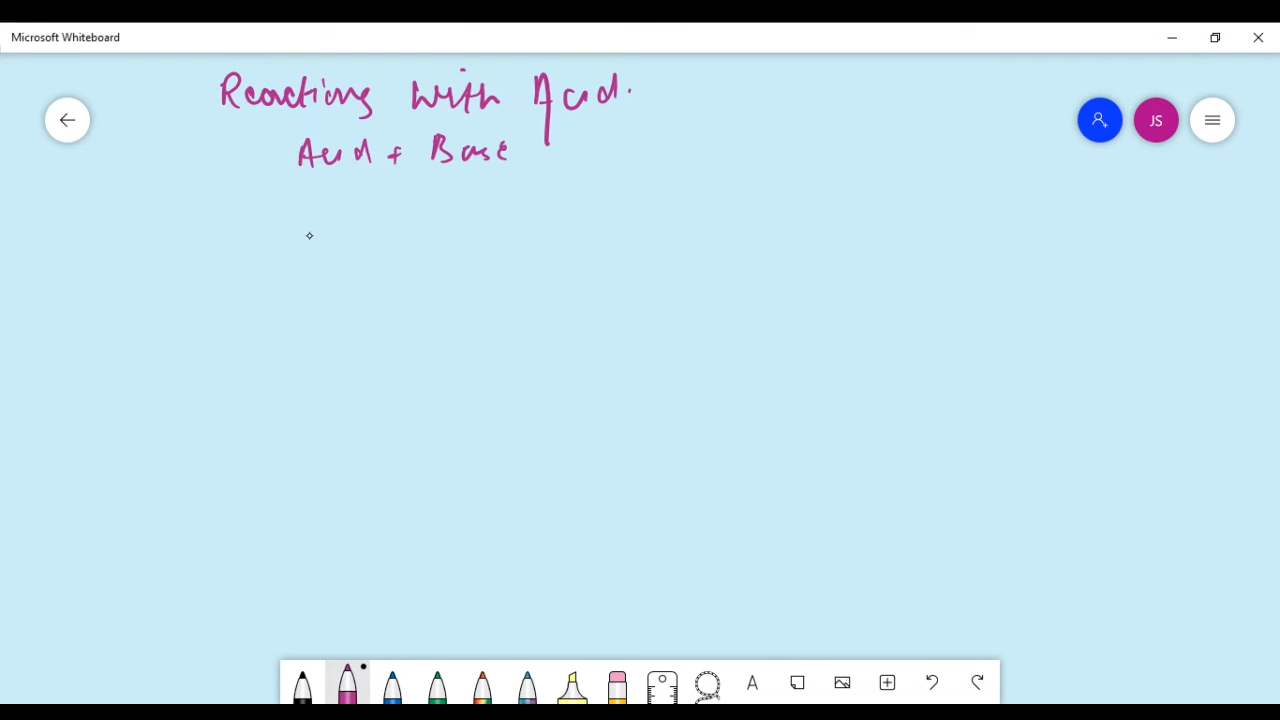 Microsoft Whiteboard
Reactions with Acid.
JS
Acid + Base